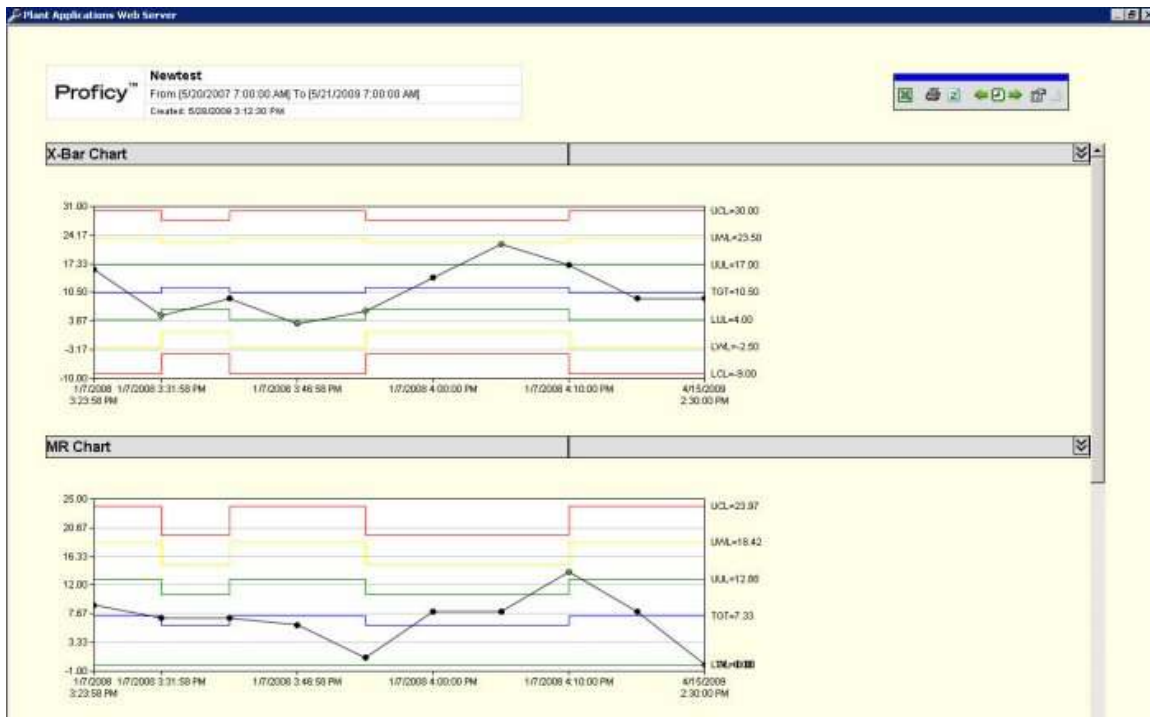 Plant Applications Web Server
Proficy™
Newtest
From [5/20/2007 7:00:00 AM] To [5/21/2009 7:00:00 AM]
Created: 5/28/2009 3:12:30 PM
X-Bar Chart
31.00
24.17
17.33
10.50
3.67
-3.17
-10.00
UCL=30.00
UWL=23.50
UUL=17.00
TGT=10.50
LUL=4.00
LWL=-2.50
LCL=-9.00
1/7/2008 3:23:58 PM
1/7/2008 3:31:58 PM
1/7/2008 3:46:58 PM
1/7/2008 4:00:00 PM
1/7/2008 4:10:00 PM
4/15/2009 2:30:00 PM
MR Chart
25.00
20.67
16.33
12.00
7.67
3.33
-1.00
UCL=23.97
UWL=18.42
UUL=12.88
TGT=7.33
1/7/2008 3:23:58 PM
1/7/2008 3:31:58 PM
1/7/2008 3:46:58 PM
1/7/2008 4:00:00 PM
1/7/2008 4:10:00 PM
4/15/2009 2:30:00 PM